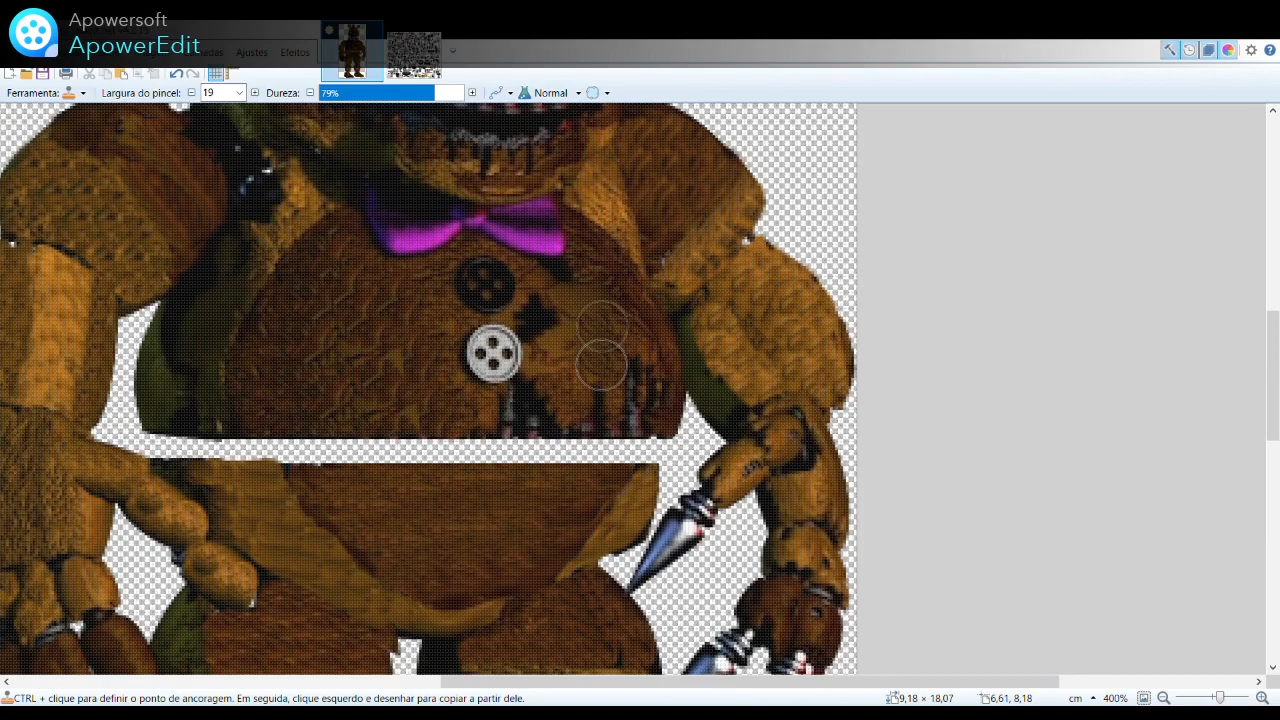 Apowersoft
ApowerEdit
Ajustes Efeitos
Ferramenta: Largura do pincel: 19 Dureza: 79% Normal
CTRL + clique para definir o ponto de ancoragem. Em seguida, clique esquerdo e desenhar para copiar a partir dele. 9,18 × 18,07 6,61, 8,18 cm 400%